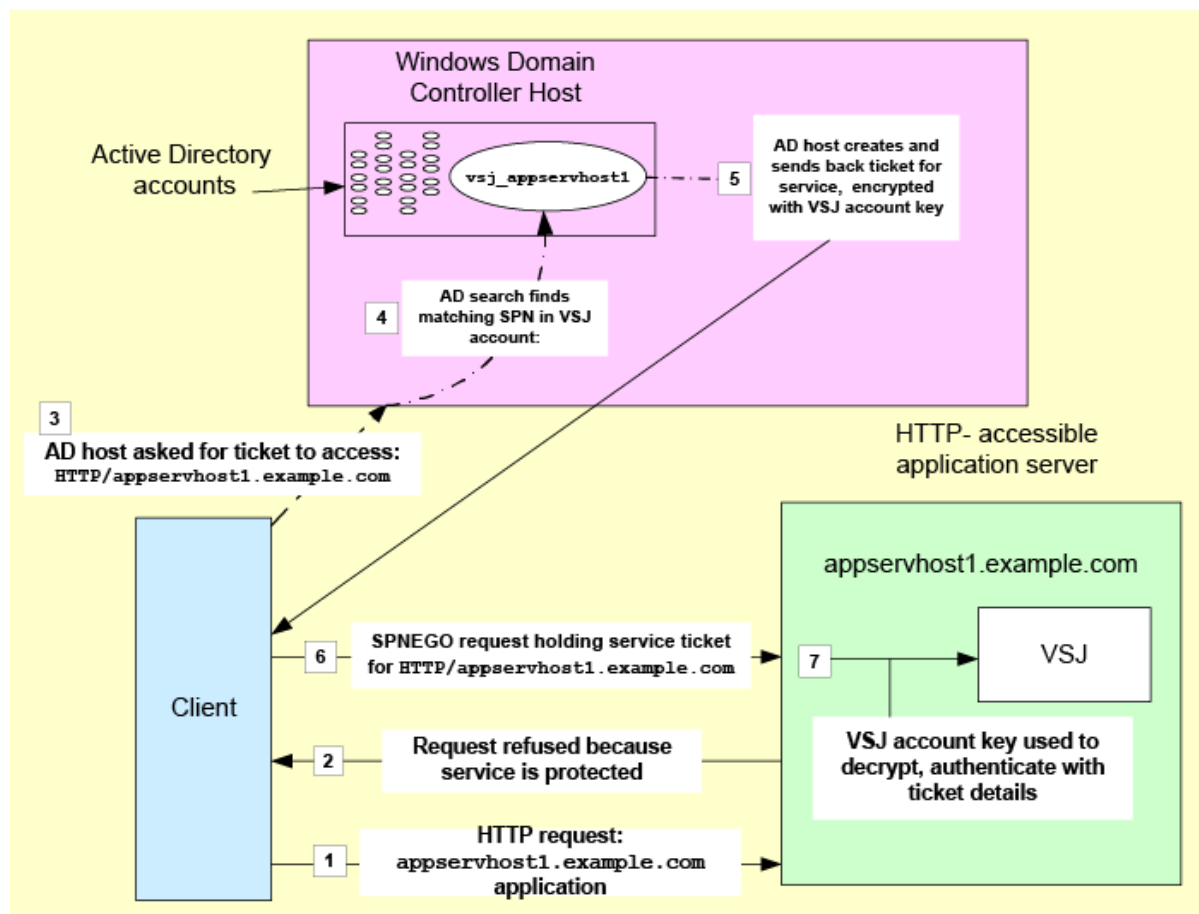 Windows Domain
Controller Host
Active Directory
accounts
vsj_appservhost1
5
AD host creates and
sends back ticket for
service, encrypted
with VSJ account key
4
AD search finds
matching SPN in VSJ
account:
3
AD host asked for ticket to access:
HTTP/appservhost1.example.com
HTTP- accessible
application server
appservhost1.example.com
6
SPNEGO request holding service ticket
for HTTP/appservhost1.example.com
7
VSJ
Client
2
Request refused because
service is protected
VSJ account key used to
decrypt, authenticate with
ticket details
1
HTTP request:
appservhost1.example.com
application